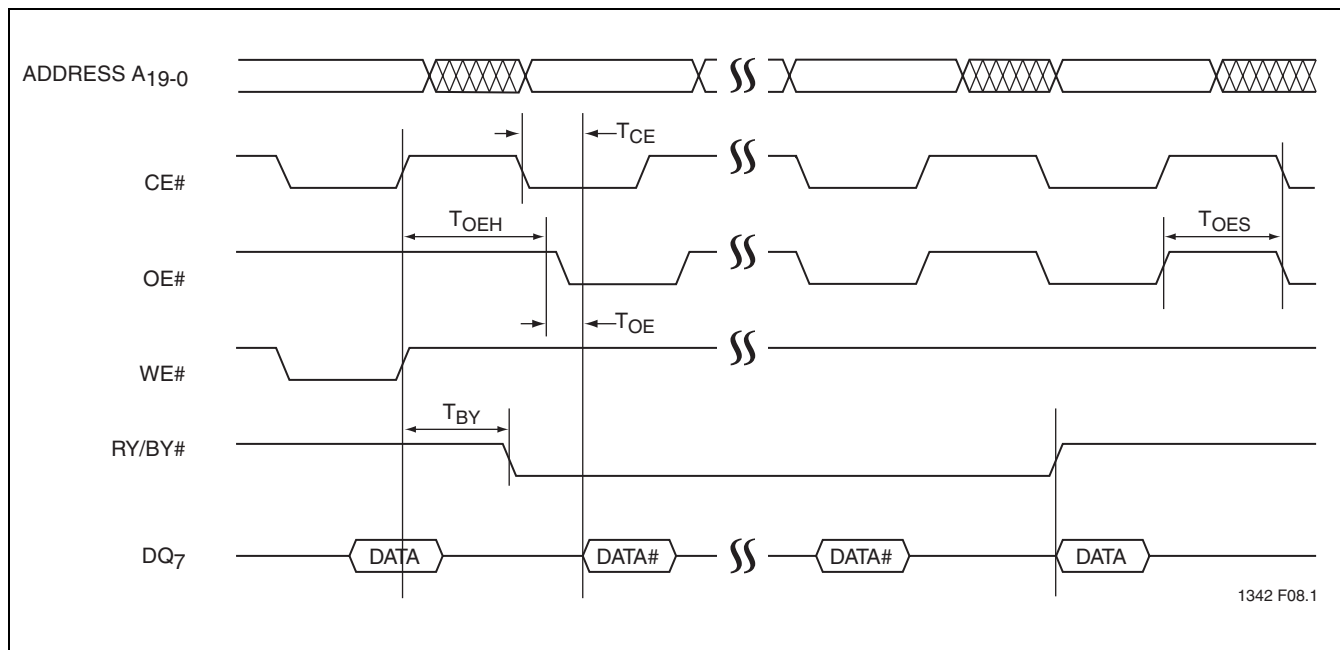 ADDRESS A19-0
TCE
CE#
TOEH
TOES
OE#
TOE
WE#
TBY
RY/BY#
DQ7
DATA
DATA#
DATA#
DATA
1342 F08.1